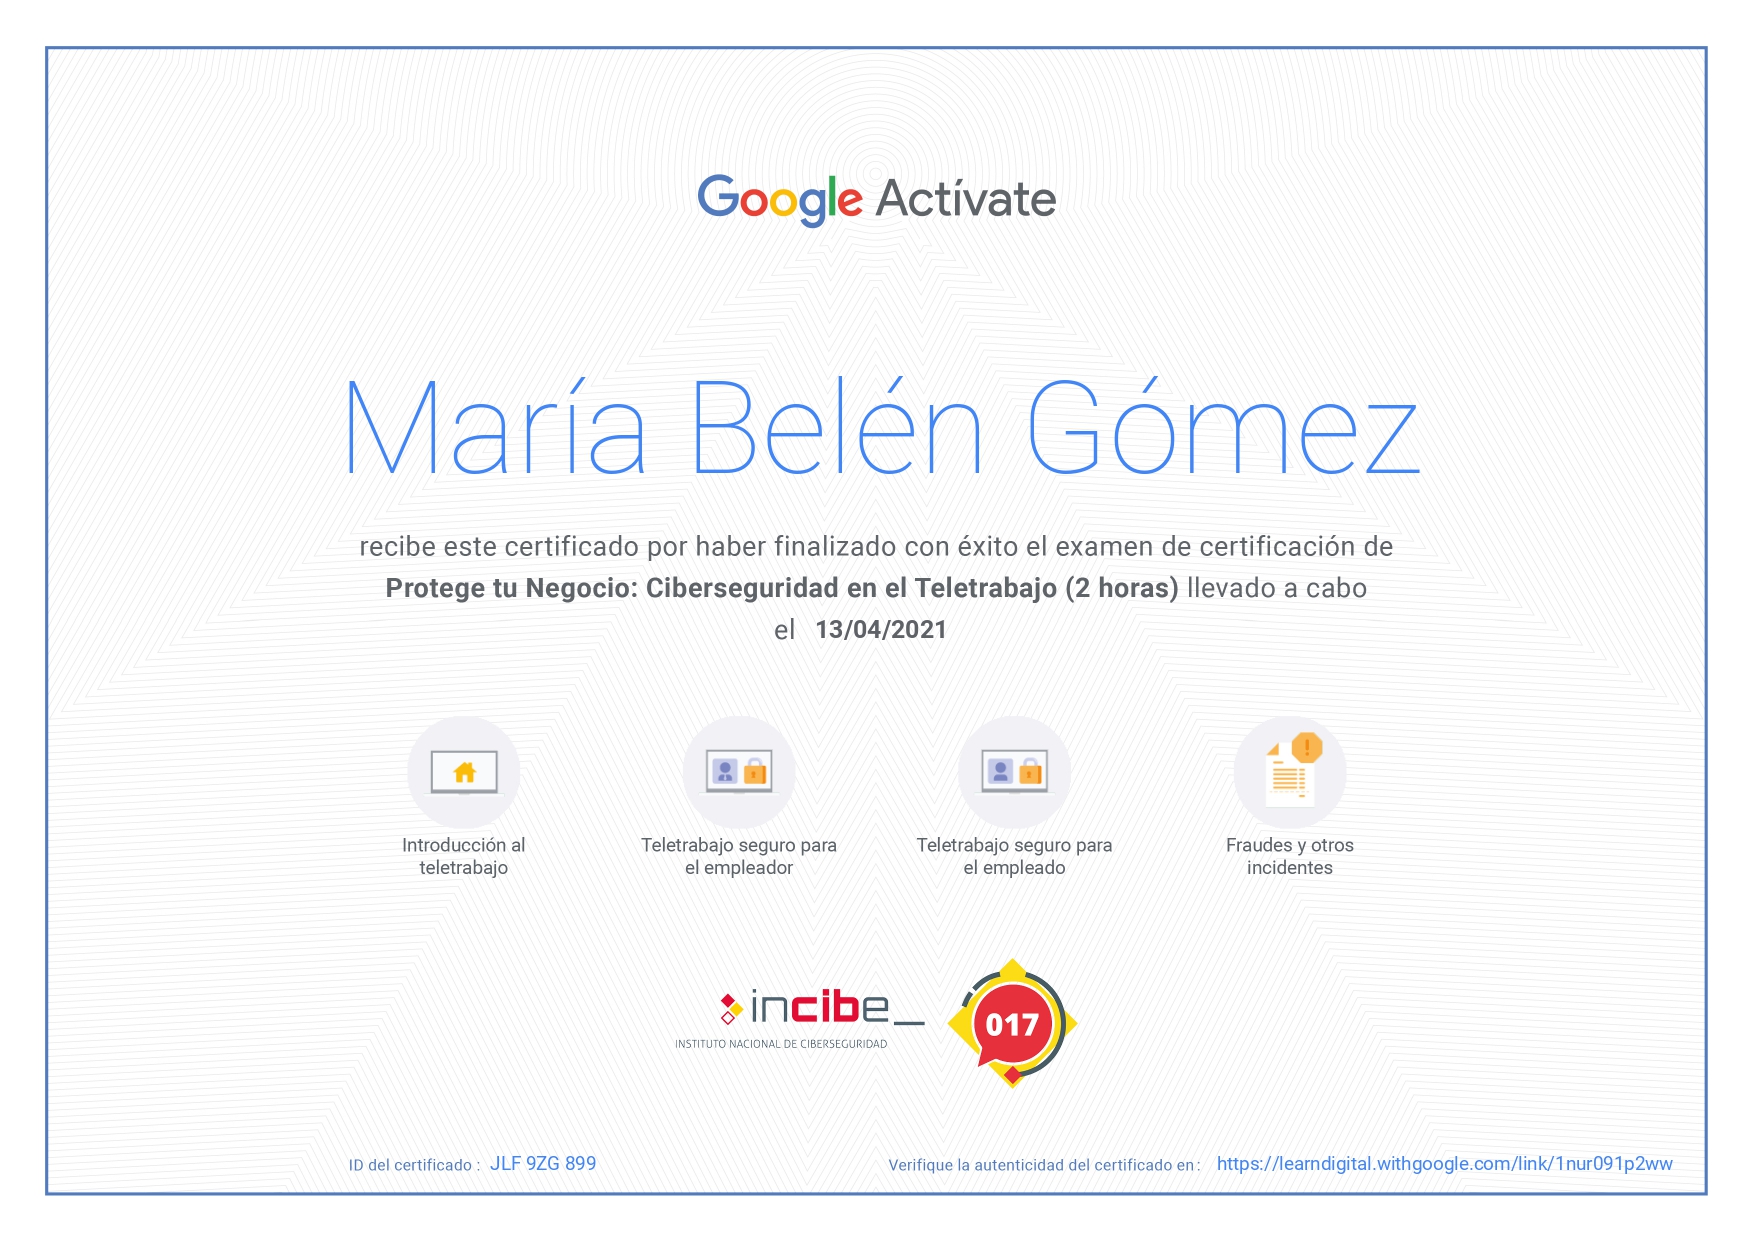 Google Actívate
María Belén Gómez
recibe este certificado por haber finalizado con éxito el examen de certificación de
Protege tu Negocio: Ciberseguridad en el Teletrabajo (2 horas) llevado a cabo
el 13/04/2021
Introducción al
teletrabajo
Teletrabajo seguro para
el empleador
Teletrabajo seguro para
el empleado
Fraudes y otros
incidentes
incibe_
INSTITUTO NACIONAL DE CIBERSEGURIDAD
017
ID del certificado : JLF 9ZG 899
Verifique la autenticidad del certificado en : https://learndigital.withgoogle.com/link/1nur091p2ww